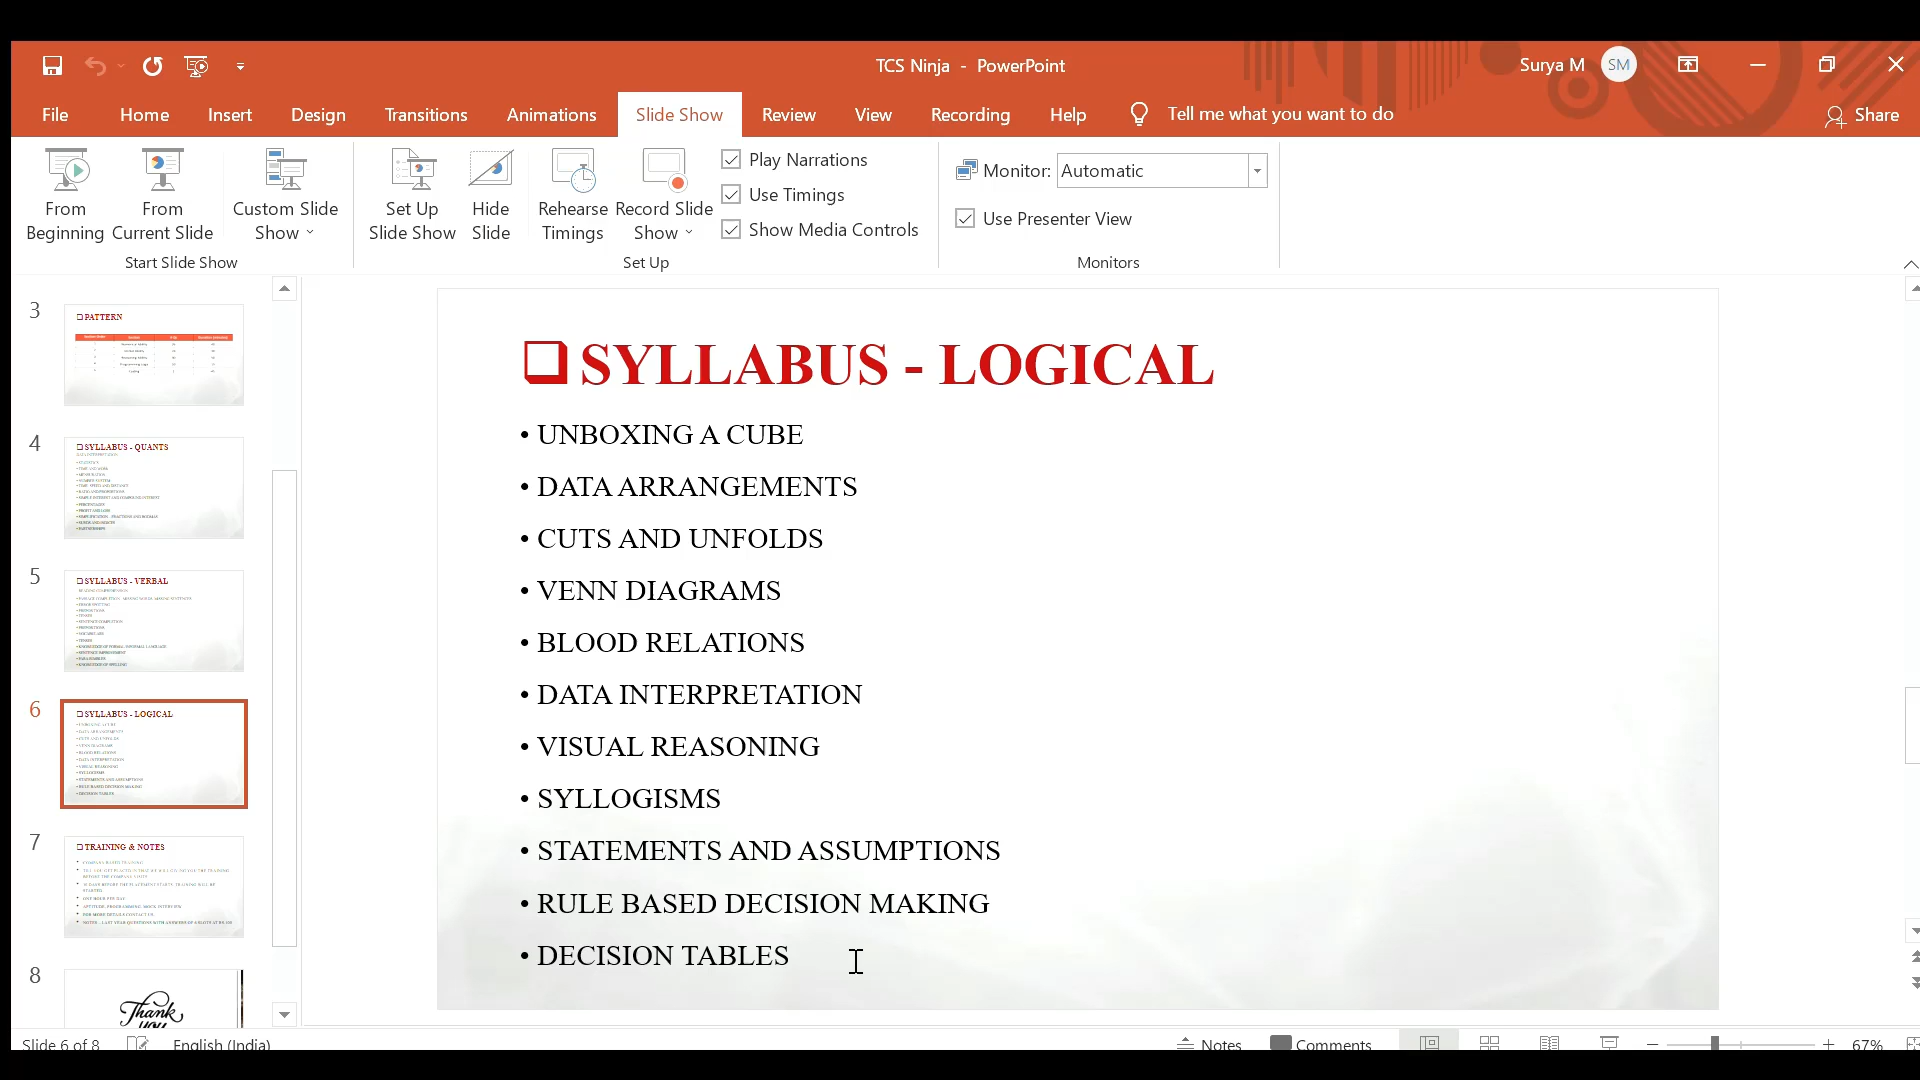 TCS Ninja - PowerPoint
Surya M
SM
File
Home
Insert
Design
Transitions
Animations
Slide Show
Review
View
Recording
Help
Tell me what you want to do
Share
From Beginning
From Current Slide
Custom Slide Show
Start Slide Show
Set Up Slide Show
Hide Slide
Rehearse Timings
Record Slide Show
Play Narrations
Use Timings
Show Media Controls
Set Up
Monitor: Automatic
Use Presenter View
Monitors
3
PATTERN
4
SYLLABUS - QUANTS
5
SYLLABUS - VERBAL
6
SYLLABUS - LOGICAL
7
TRAINING & NOTES
8
Thank you
SYLLABUS - LOGICAL
• UNBOXING A CUBE
• DATA ARRANGEMENTS
• CUTS AND UNFOLDS
• VENN DIAGRAMS
• BLOOD RELATIONS
• DATA INTERPRETATION
• VISUAL REASONING
• SYLLOGISMS
• STATEMENTS AND ASSUMPTIONS
• RULE BASED DECISION MAKING
• DECISION TABLES
Slide 6 of 8
English (India)
Notes
Comments
67%